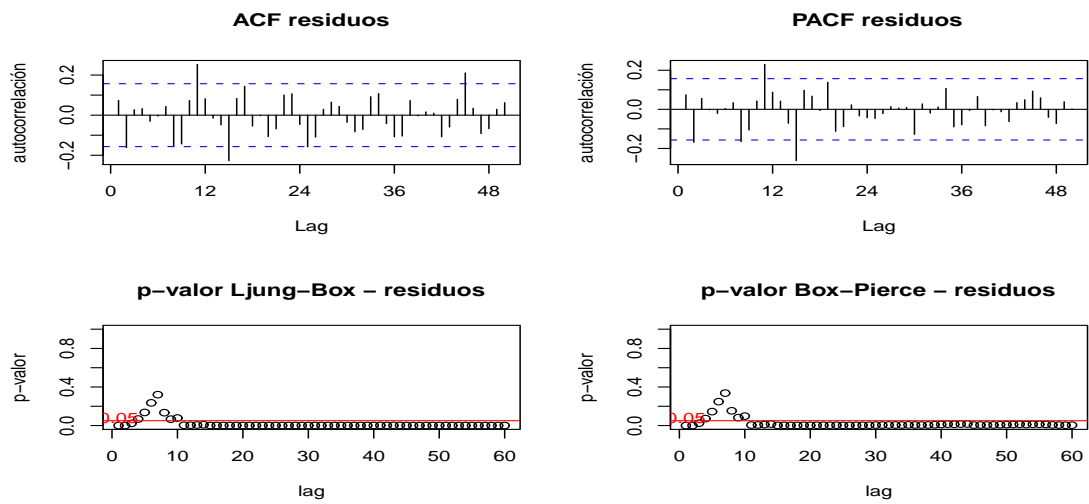 ACF residuos
autocorrelación
−0.2 0.0 0.2
0 12 24 36 48
Lag
PACF residuos
autocorrelación
−0.2 0.0 0.2
0 12 24 36 48
Lag
p−valor Ljung−Box − residuos
p−valor
0.0 0.4 0.8
0.05
0 10 20 30 40 50 60
lag
p−valor Box−Pierce − residuos
p−valor
0.0 0.4 0.8
0.05
0 10 20 30 40 50 60
lag